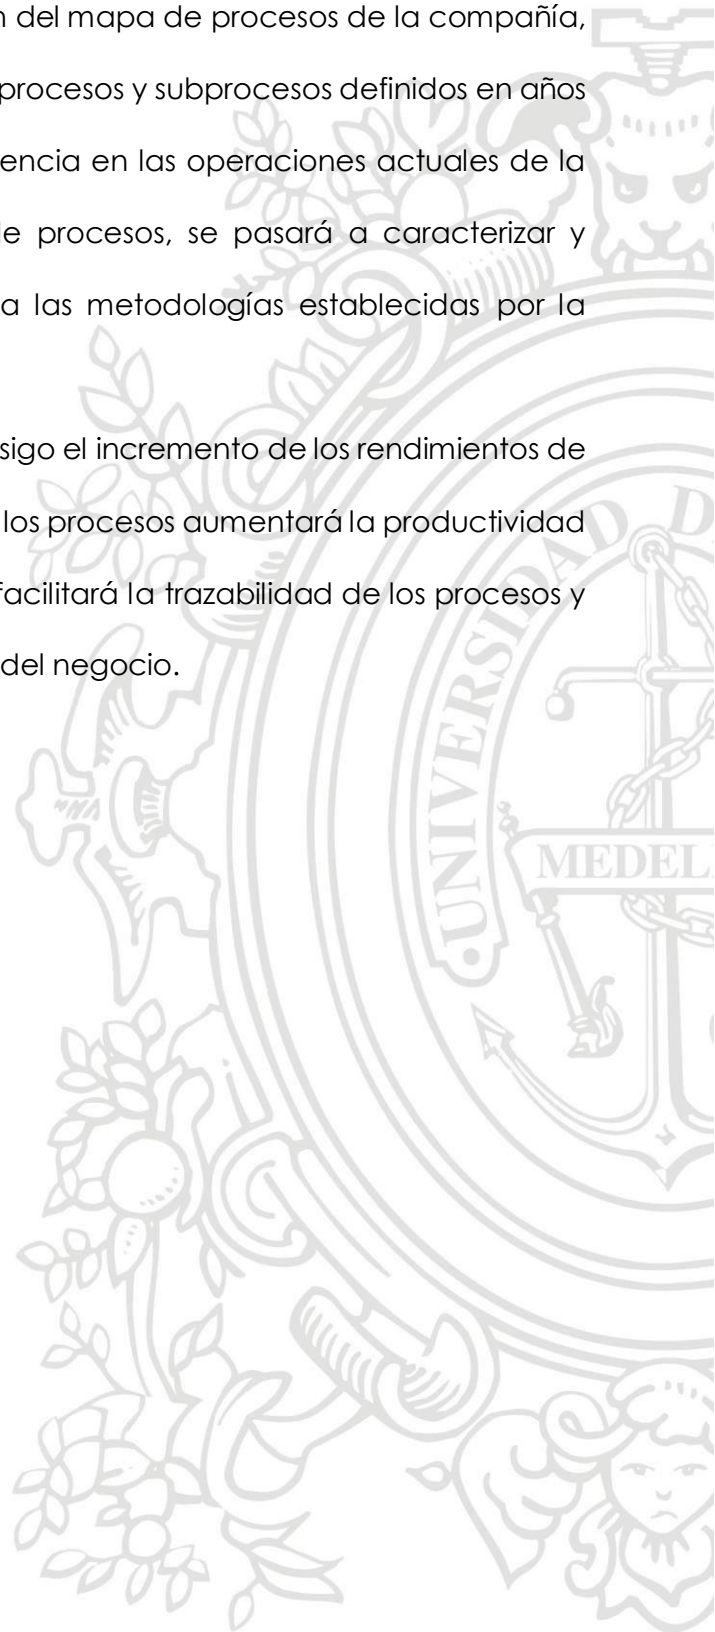 del mapa de procesos de la compañía,
procesos y subprocesos definidos en años
encia en las operaciones actuales de la
de procesos, se pasará a caracterizar y
a las metodologías establecidas por la
sigo el incremento de los rendimientos de
los procesos aumentará la productividad
facilitará la trazabilidad de los procesos y
del negocio.
UNIVERSIDAD D
MEDEL